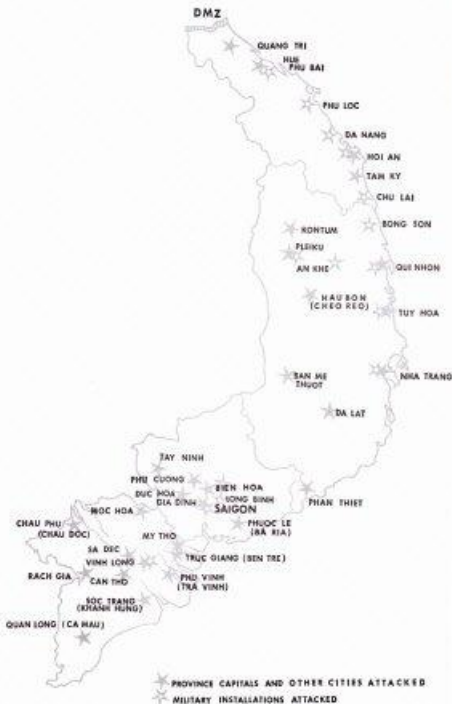 DMZ
QUANG TRI
HUE
PHU BAI
PHU LOC
DA NANG
HOI AN
TAM KY
CHU LAI
KONTUM
BONG SON
PLEIKU
AN KHE
QUI NHON
HAU BON
(CHEO REO)
TUY HOA
BAN ME
THUOT
NHA TRANG
DA LAT
TAY NINH
PHU CUONG
BIEN HOA
DUC HOA
LONG BINH
GIA DINH
PHAN THIET
MOC HOA
SAIGON
CHAU PHU
(CHAU DOC)
PHUOC LE
(BÀ RIA)
MY THO
SA DEC
TRUC GIANG (BEN TRE)
VINH LONG
RACH GIA
CAN THO
PHU VINH
(TRA VINH)
SOC TRANG
(KHANH HUNG)
QUAN LONG (CA MAU)
PROVINCE CAPITALS AND OTHER CITIES ATTACKED
MILITARY INSTALLATIONS ATTACKED